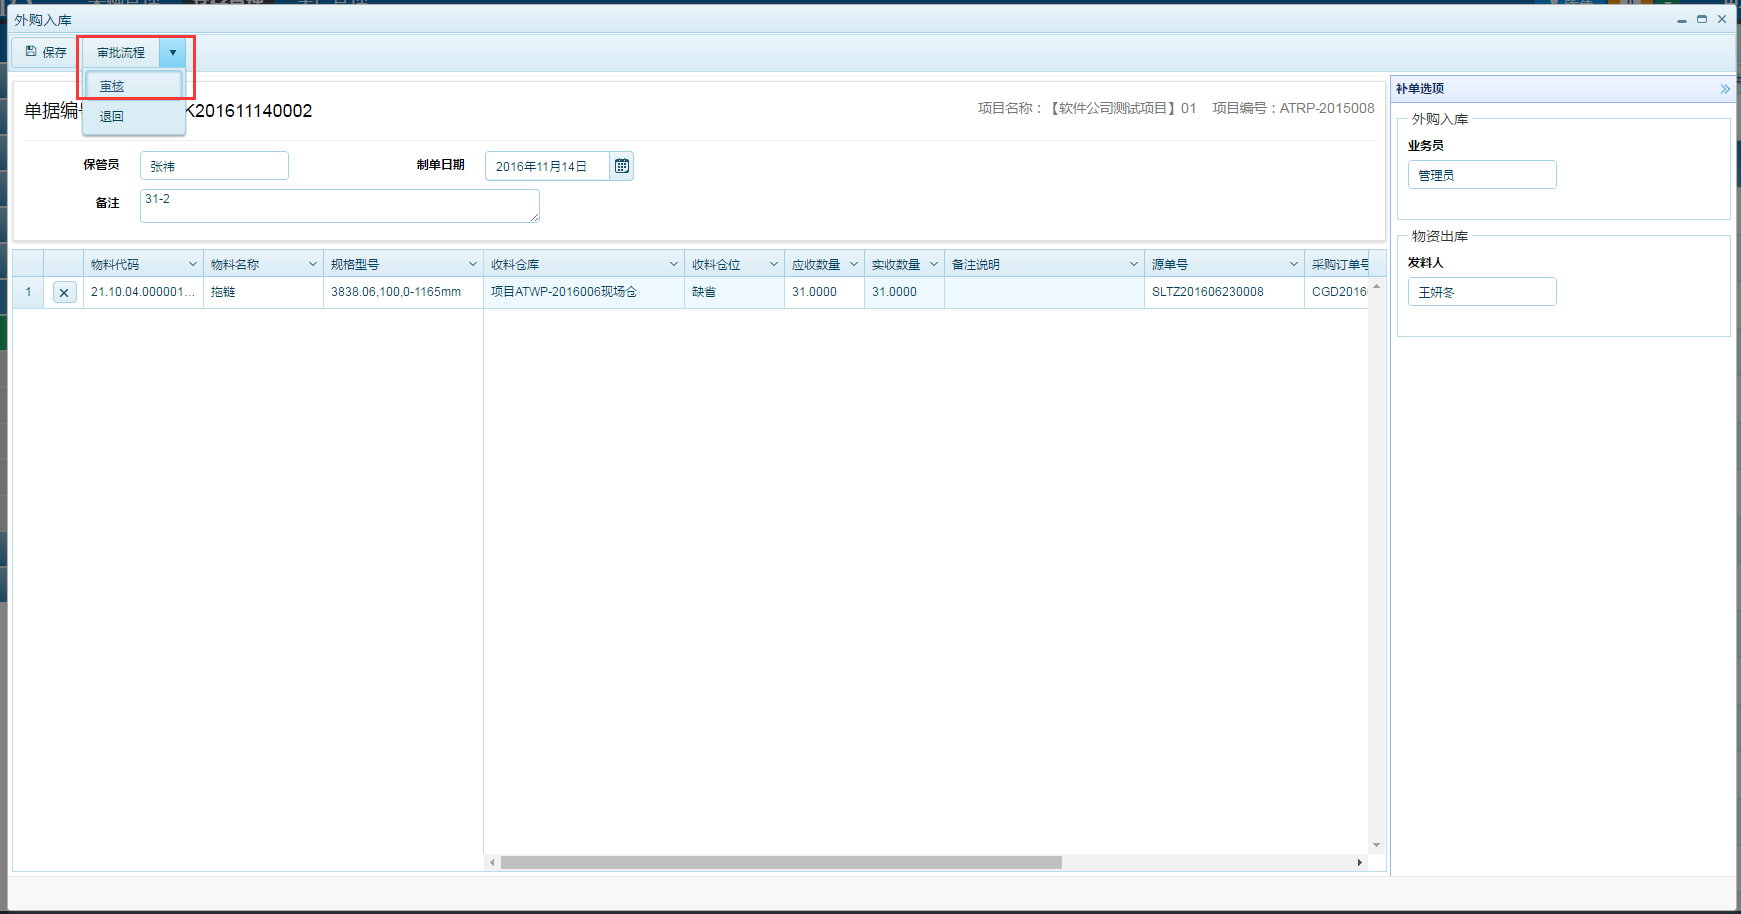 外购入库
保存
审批流程
审核
退回
单据编
K201611140002
项目名称：【软件公司测试项目】01 项目编号：ATRP-2015008
保管员 张祎 制单日期 2016年11月14日
备注 31-2
物料代码 物料名称 规格型号 收料仓库 收料仓位 应收数量 实收数量 备注说明 源单号 采购订单号
1 21.10.04.000001... 拖链 3838.06,100,0-1165mm 项目ATWP-2016006现场仓 缺省 31.0000 31.0000 SLTZ201606230008 CGD2016
补单选项
外购入库
业务员
管理员
物资出库
发料人
王妍冬